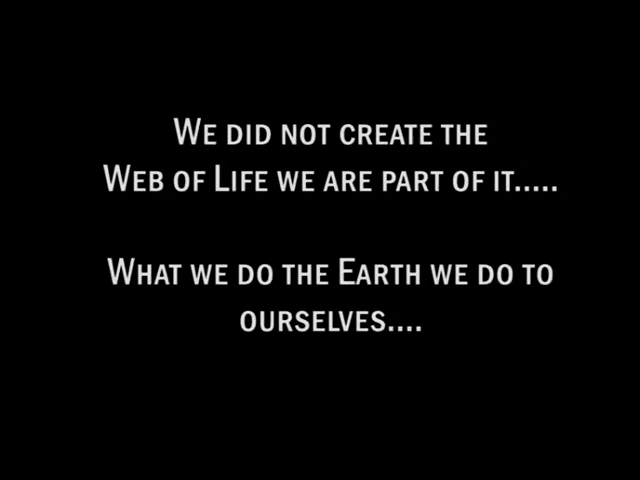 We did not create the
Web of Life we are part of it.....
What we do the Earth we do to
ourselves....